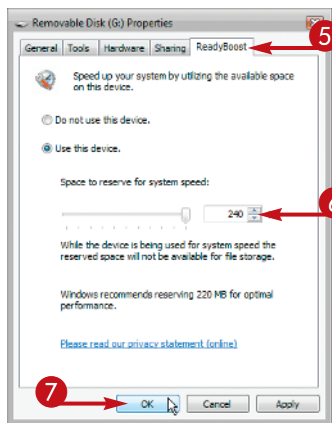 Removable Disk (G:) Properties
General Tools Hardware Sharing ReadyBoost
5
Speed up your system by utilizing the available space
on this device.
Do not use this device.
Use this device.
Space to reserve for system speed:
240
6
While the device is being used for system speed the
reserved space will not be available for file storage.
Windows recommends reserving 220 MB for optimal
performance.
Please read our privacy statement (online)
7
OK Cancel Apply